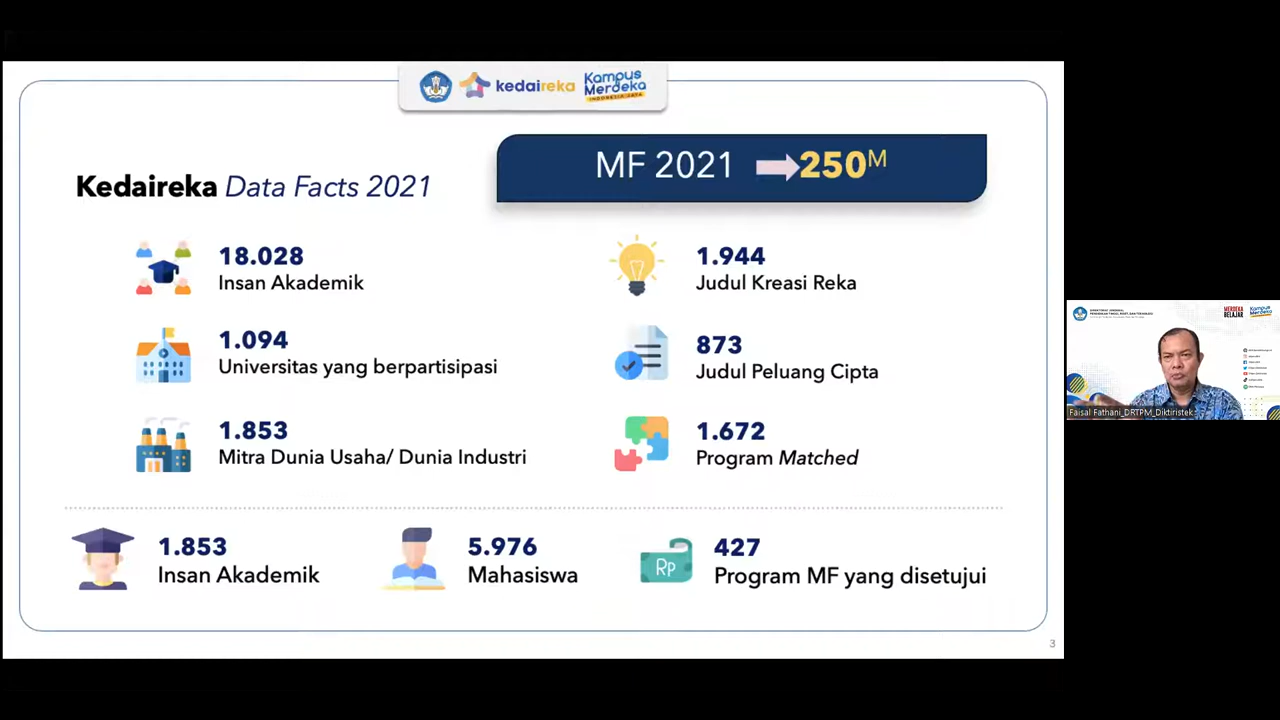 kedaireka
Kampus
Merdeka
INDONESIA JAYA
MF 2021 250M
Kedaireka Data Facts 2021
18.028
Insan Akademik
1.944
Judul Kreasi Reka
1.094
Universitas yang berpartisipasi
873
Judul Peluang Cipta
1.853
Mitra Dunia Usaha/ Dunia Industri
1.672
Program Matched
1.853
Insan Akademik
5.976
Mahasiswa
Rp
427
Program MF yang disetujui
3
MERDEKA
BELAJAR
Kampus
Merdeka
Faisal Fathani_DRTPM_Diktiristek